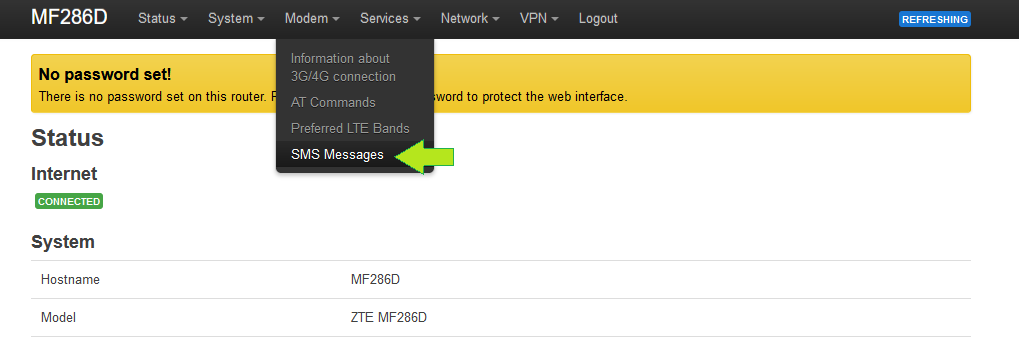 MF286D Status System Modem Services Network VPN Logout REFRESHING
Information about
3G/4G connection
AT Commands
Preferred LTE Bands
SMS Messages
No password set!
There is no password set on this router. to protect the web interface.
Status
Internet
CONNECTED
System
Hostname MF286D
Model ZTE MF286D